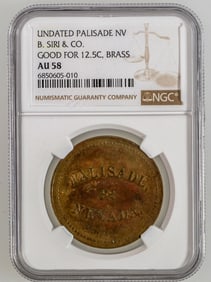 UNDATED PALISADE NV
B. SIRI & CO.
GOOD FOR 12.5C, BRASS
AU 58
6850605-010
NUMISMATIC GUARANTY COMPANY
NGC
PALISADE
NEVADA